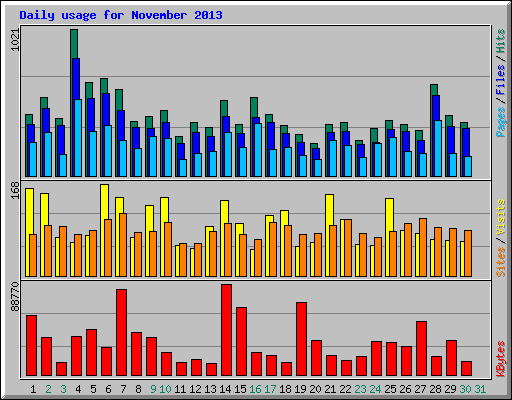 Daily usage for November 2013
1021
Pages / Files / Hits
168
Sites / Visits
88770
KBytes
1 2 3 4 5 6 7 8 9 10 11 12 13 14 15 16 17 18 19 20 21 22 23 24 25 26 27 28 29 30 31